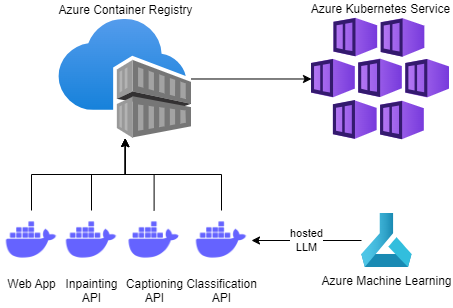 Azure Container Registry
Azure Kubernetes Service
hosted
LLM
Web App
Inpainting
API
Captioning
API
Classification
API
Azure Machine Learning